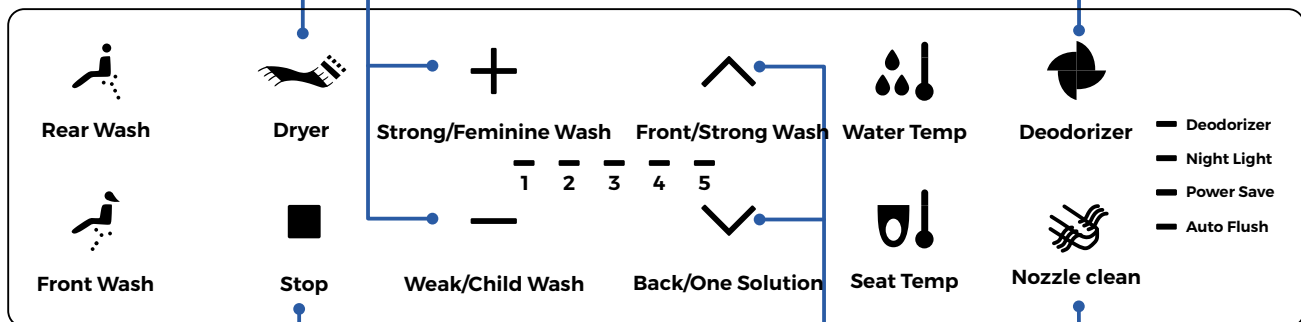 Rear Wash
Dryer
Strong/Feminine Wash
Front/Strong Wash
Water Temp
Deodorizer
Deodorizer
Night Light
Power Save
Auto Flush
1 2 3 4 5
Front Wash
Stop
Weak/Child Wash
Back/One Solution
Seat Temp
Nozzle clean